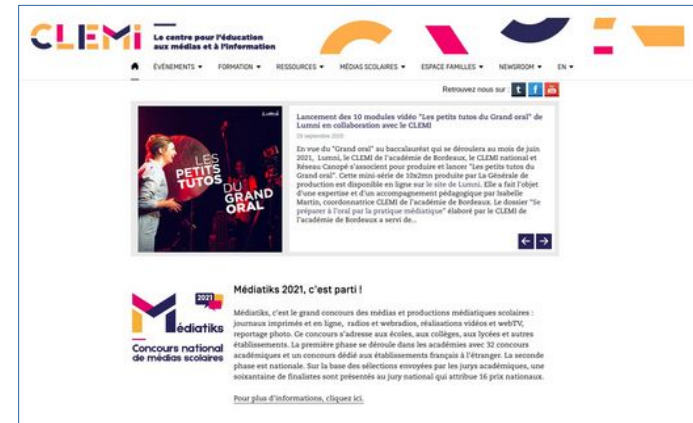 CLEMI
Le centre pour l'éducation
aux médias et à l'information
ÉVÉNEMENTS
FORMATION
RESSOURCES
MÉDIAS SCOLAIRES
ESPACE FAMILLES
NEWSROOM
EN
Retrouvez nous sur :
Lumni
LES
PETITS
TUTOS
DU
GRAND
ORAL
Lancement des 10 modules vidéo "Les petits tutos du Grand oral" de
Lumni en collaboration avec le CLEMI
En vue du "Grand oral" au baccalauréat qui se déroulera au mois de juin
2021, Lumni, le CLEMI de l'académie de Bordeaux, le CLEMI national et
Réseau Canopé s'associent pour produire et lancer "Les petits tutos du
Grand oral". Cette mini-série de 10x2mn produite par La Générale de
production est disponible en ligne sur le site de Lumni. Elle a fait l'objet
d'une expertise et d'un accompagnement pédagogique par Isabelle
Martin, coordonnatrice CLEMI de l'académie de Bordeaux. Le dossier "Se
préparer à l'oral par la pratique médiatique" élaboré par le CLEMI de
l'académie de Bordeaux a servi de...
2021
Médiatiks
Concours national
de médias scolaires
Médiatiks 2021, c'est parti !
Médiatiks, c'est le grand concours des médias et productions médiatiques scolaires :
journaux imprimés et en ligne, radios et webradios, réalisations vidéos et webTV,
reportage photo. Ce concours s'adresse aux écoles, aux collèges, aux lycées et autres
établissements. La première phase se déroule dans les académies avec 32 concours
académiques et un concours dédié aux établissements français à l'étranger. La seconde
phase est nationale. Sur la base des sélections envoyées par les jurys académiques, une
soixantaine de finalistes sont présentés au jury national qui attribue 16 prix nationaux.
Pour plus d'informations, cliquez ici.